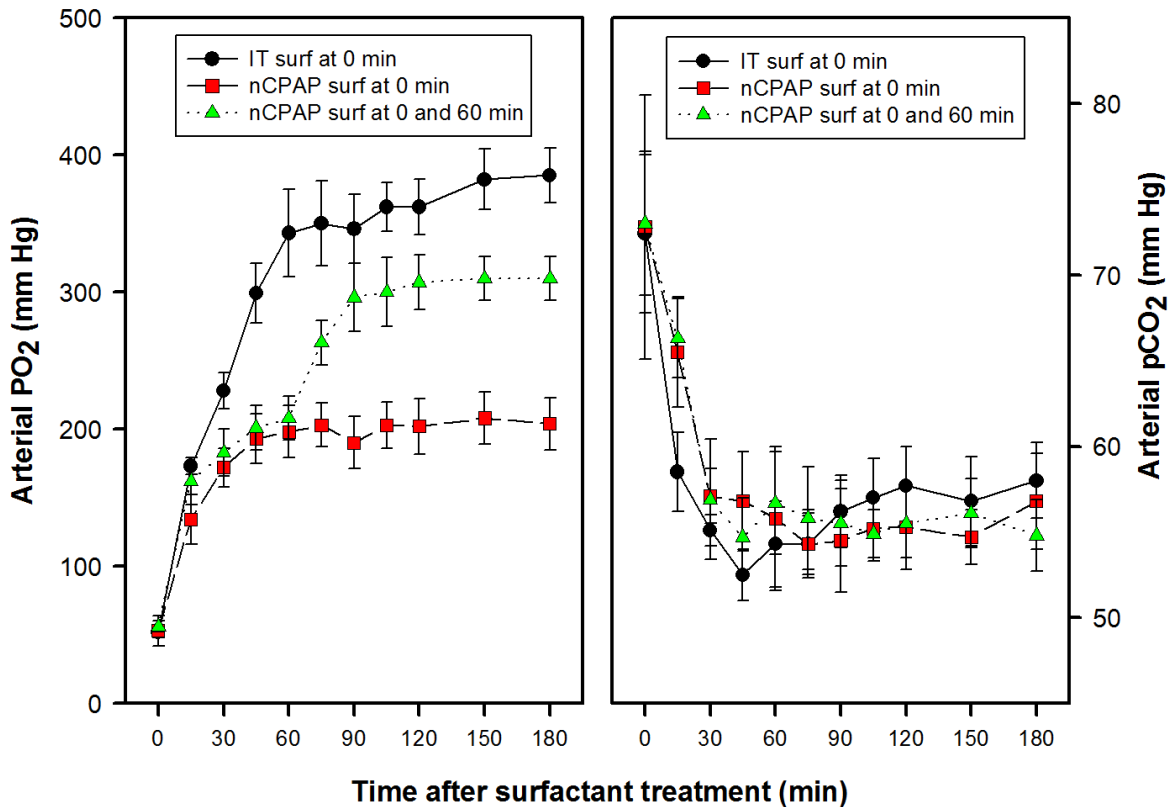 500
400
300
200
100
0
Arterial PO2 (mm Hg)
IT surf at 0 min
nCPAP surf at 0 min
nCPAP surf at 0 and 60 min
0 30 60 90 120 150 180
IT surf at 0 min
nCPAP surf at 0 min
nCPAP surf at 0 and 60 min
0 30 60 90 120 150 180
80
70
60
50
Arterial pCO2 (mm Hg)
Time after surfactant treatment (min)